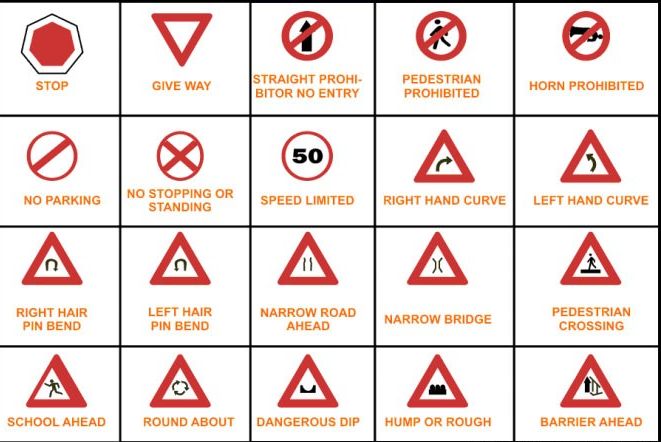 STOP
GIVE WAY
STRAIGHT PROHI-
BITOR NO ENTRY
PEDESTRIAN
PROHIBITED
HORN PROHIBITED
NO PARKING
NO STOPPING OR
STANDING
50
SPEED LIMITED
RIGHT HAND CURVE
LEFT HAND CURVE
RIGHT HAIR
PIN BEND
LEFT HAIR
PIN BEND
NARROW ROAD
AHEAD
NARROW BRIDGE
PEDESTRIAN
CROSSING
SCHOOL AHEAD
ROUND ABOUT
DANGEROUS DIP
HUMP OR ROUGH
BARRIER AHEAD